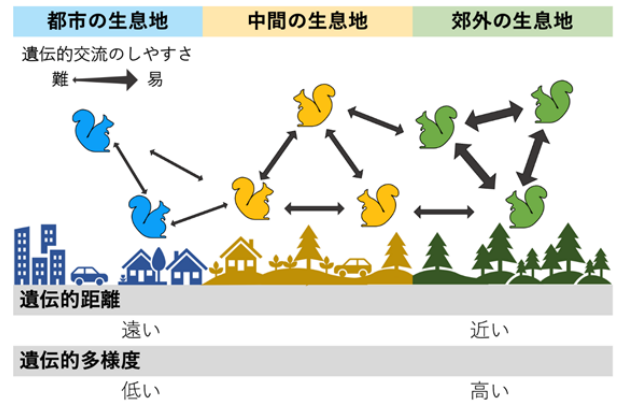 都市の生息地
中間の生息地
郊外の生息地
遺伝的交流のしやすさ
難 易
遺伝的距離
遠い 近い
遺伝的多様度
低い 高い